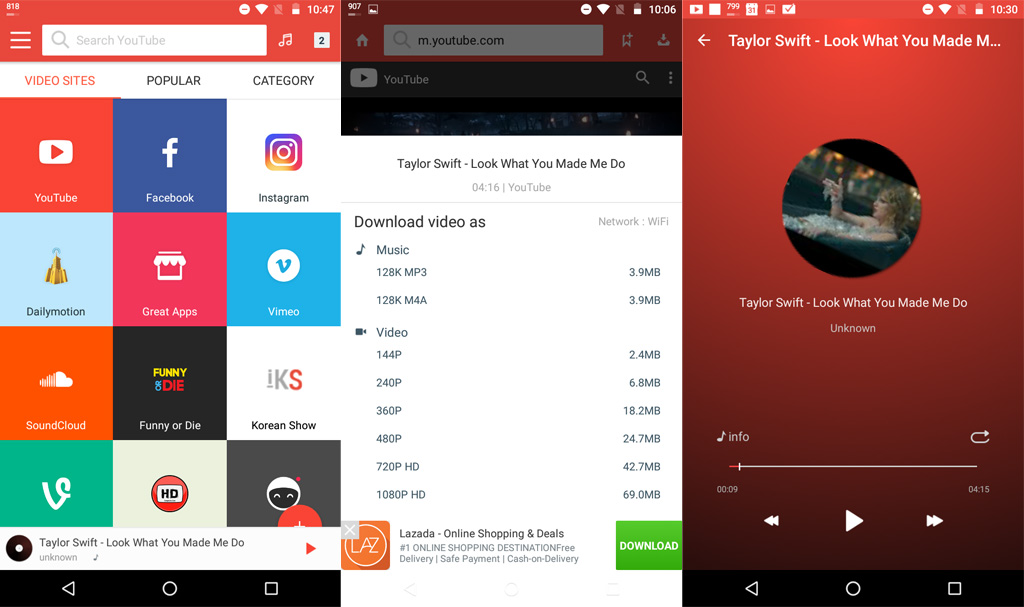 818
10:47
Search YouTube
2
VIDEO SITES
POPULAR
CATEGORY
YouTube
Facebook
Instagram
Dailymotion
Great Apps
Vimeo
FUNNY
OR
DIE
iKS
SoundCloud
Funny or Die
Korean Show
HD
Taylor Swift - Look What You Made Me Do
unknown
907
10:06
m.youtube.com
YouTube
Taylor Swift - Look What You Made Me Do
04:16 | YouTube
Download video as
Network : WiFi
Music
128K MP3
3.9MB
128K M4A
3.9MB
Video
144P
2.4MB
240P
6.8MB
360P
18.2MB
480P
24.7MB
720P HD
42.7MB
1080P HD
69.0MB
LAZ
Lazada - Online Shopping & Deals
#1 ONLINE SHOPPING DESTINATIONFree
Delivery | Safe Payment | Cash-on-Delivery
DOWNLOAD
799
31
10:30
Taylor Swift - Look What You Made M...
Taylor Swift - Look What You Made Me Do
Unknown
info
00:09
04:15